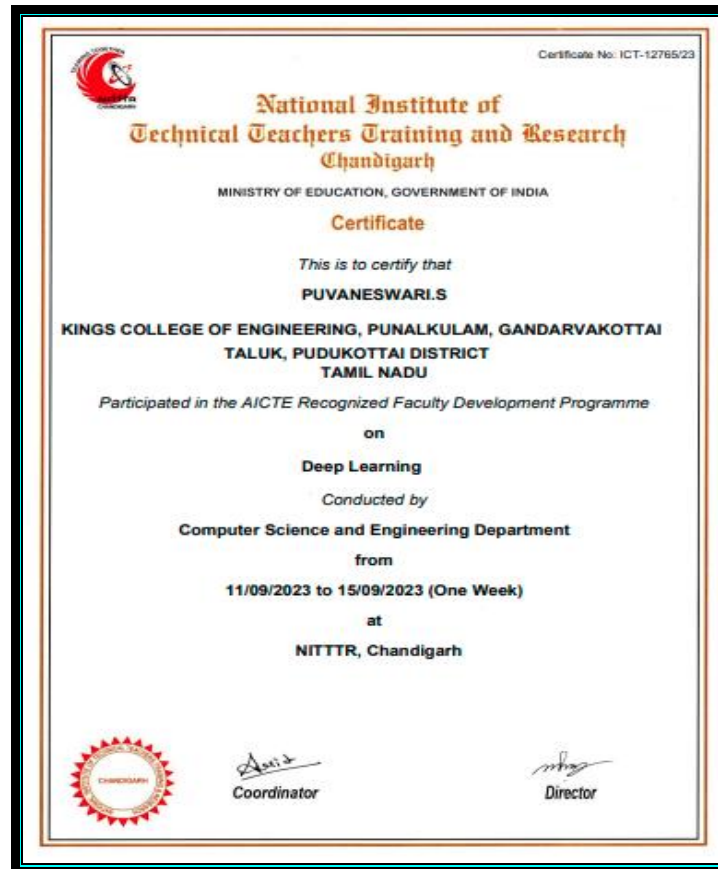 Certificate No: ICT-12765/23
NITTTR
CHANDIGARH
National Institute of
Technical Teachers Training and Research
Chandigarh
MINISTRY OF EDUCATION, GOVERNMENT OF INDIA
Certificate
This is to certify that
PUVANESWARI.S
KINGS COLLEGE OF ENGINEERING, PUNALKULAM, GANDARVAKOTTAI
TALUK, PUDUKOTTAI DISTRICT
TAMIL NADU
Participated in the AICTE Recognized Faculty Development Programme
on
Deep Learning
Conducted by
Computer Science and Engineering Department
from
11/09/2023 to 15/09/2023 (One Week)
at
NITTTR, Chandigarh
CHANDIGARH
Coordinator
Director